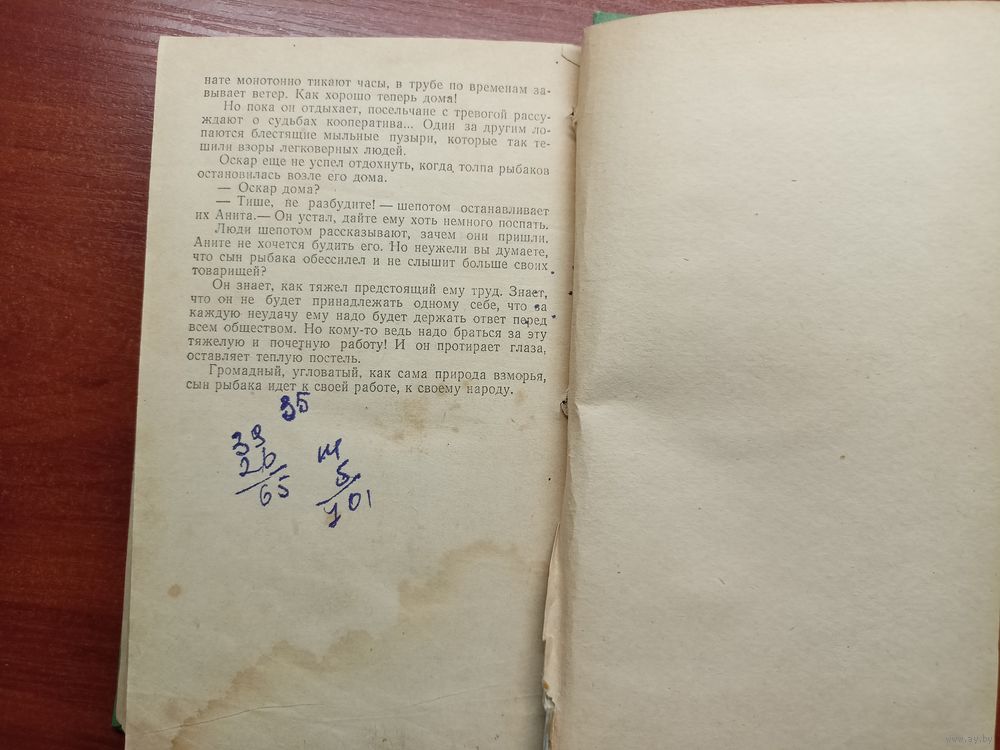 нате монотонно тикают часы, в трубе по временам за-
вывает ветер. Как хорошо теперь дома!
Но пока он отдыхает, посельчане с тревогой рассу-
ждают о судьбах кооператива... Один за другим ло-
паются блестящие мыльные пузыри, которые так те-
шили взоры легковерных людей.
Оскар еще не успел отдохнуть, когда толпа рыбаков
остановилась возле его дома.
— Оскар дома?
— Тише, не разбудите! — шепотом останавливает
их Анита.— Он устал, дайте ему хоть немного поспать.
Люди шепотом рассказывают, зачем они пришли.
Аните не хочется будить его. Но неужели вы думаете,
что сын рыбака обессилел и не слышит больше своих
товарищей?
Он знает, как тяжел предстоящий ему труд. Знает,
что он не будет принадлежать одному себе, что за
каждую неудачу ему надо будет держать ответ перед
всем обществом. Но кому-то ведь надо браться за эту
тяжелую и почетную работу! И он протирает глаза,
оставляет теплую постель.
Громадный, угловатый, как сама природа взморья,
сын рыбака идет к своей работе, к своему народу.
35
39
26
65
5
www.ay.by